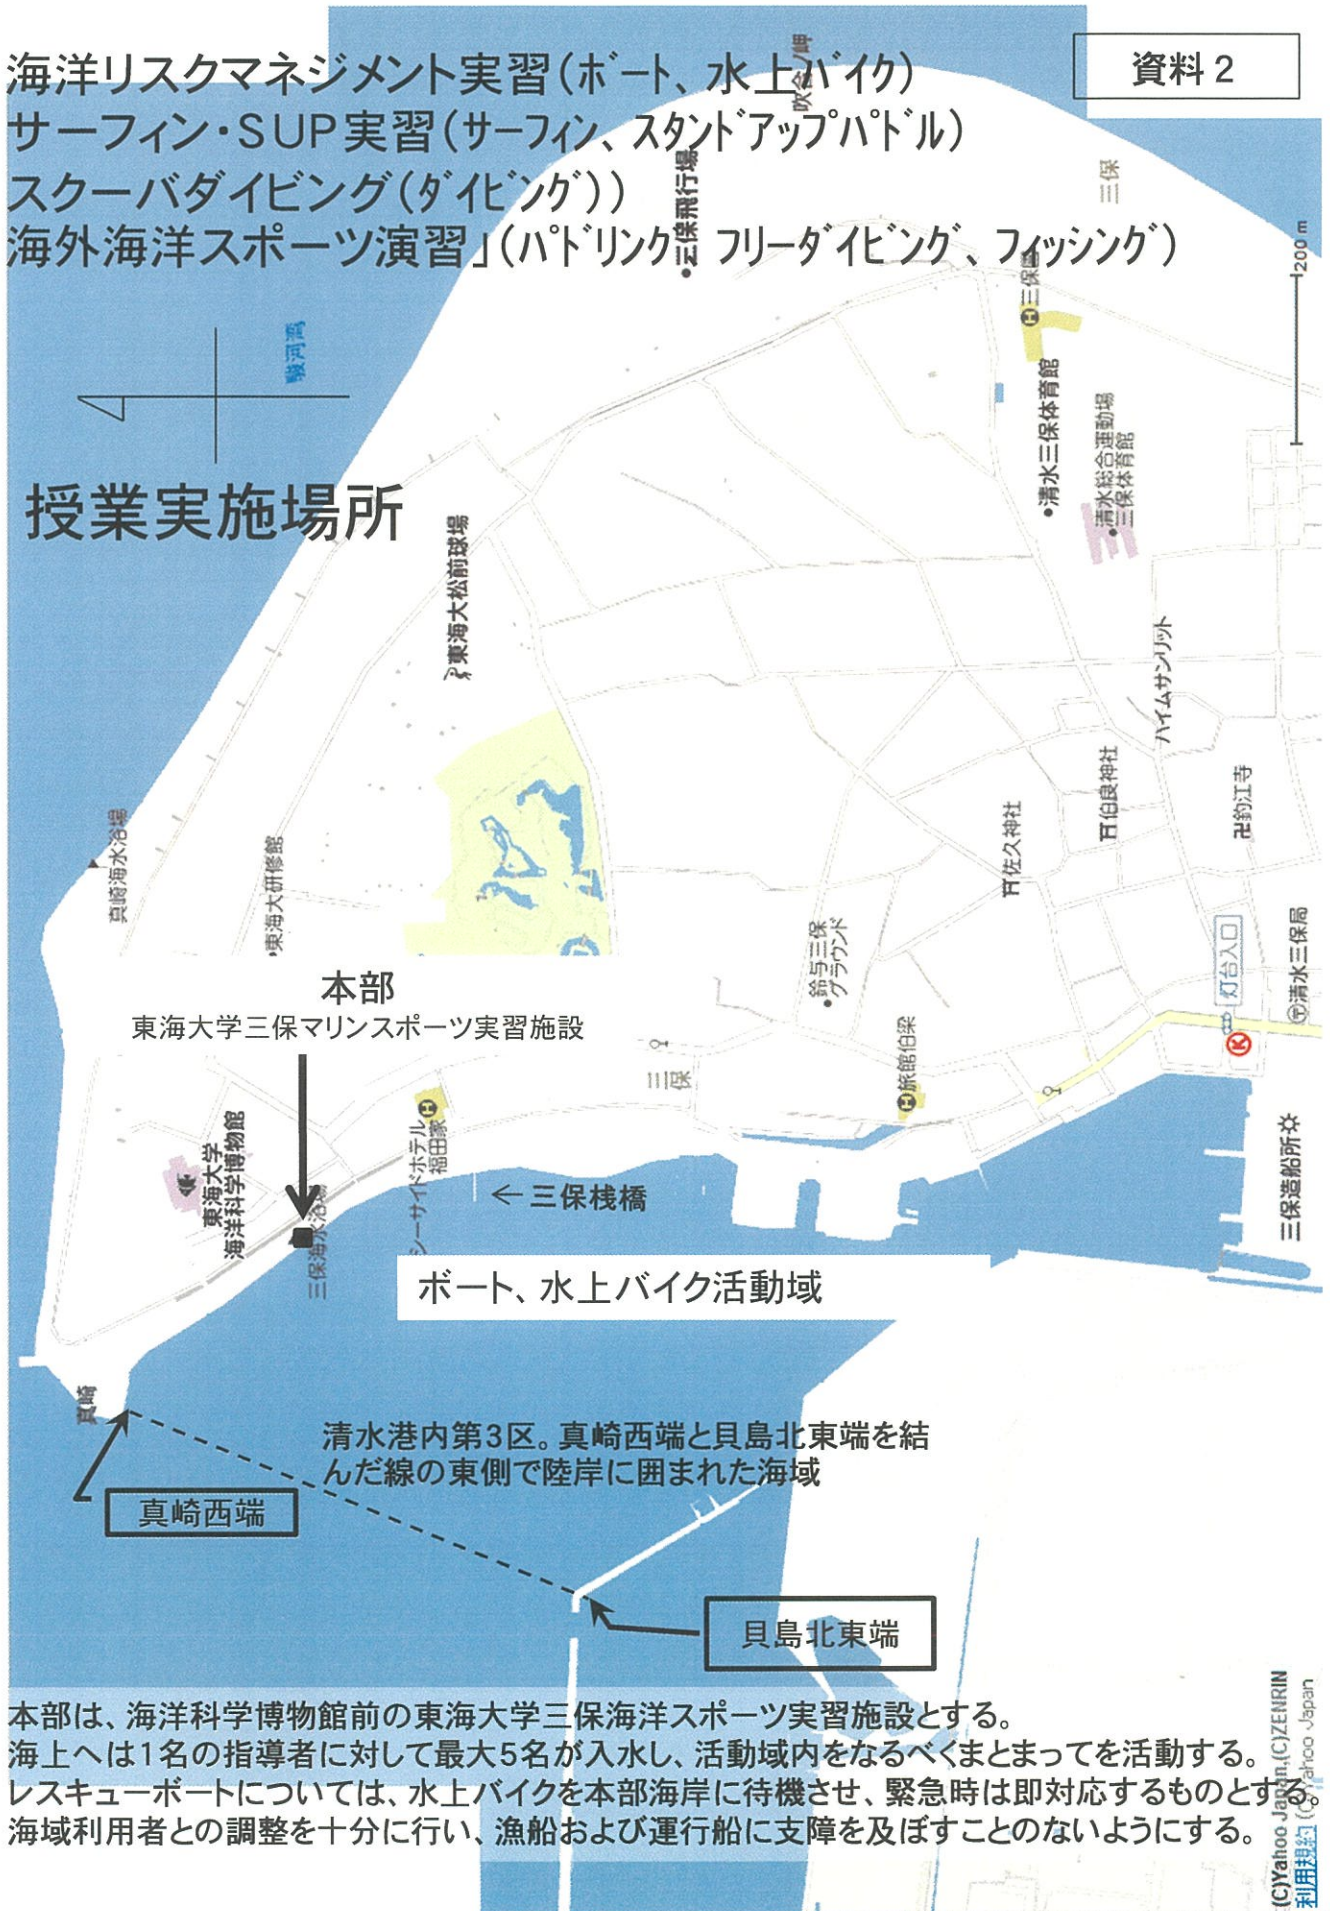 資料２
海洋リスクマネジメント実習(ボート、水上バイク)
サーフィン・SUP実習(サーフィン、スタンドアップパドル)
スクーバダイビング(ダイビング))
海外海洋スポーツ演習」(パドリング、フリーダイビング、フィッシング)
吹合ノ岬
三保飛行場
三保
三保園
200 m
駿河湾
清水三保体育館
清水総合運動場
三保体育館
授業実施場所
東海大松前球場
ハイムサンリット
真崎海水浴場
東海大研修館
佐久神社
伯良神社
釣江寺
鈴与三保
グラウンド
灯台入口
清水三保局
本部
東海大学三保マリンスポーツ実習施設
三保
旅館伯梁
K
東海大学
海洋科学博物館
三保海水浴場
シーサイドホテル
福田家
←三保桟橋
三保造船所
ボート、水上バイク活動域
真崎
清水港内第３区。真崎西端と貝島北東端を結
んだ線の東側で陸岸に囲まれた海域
真崎西端
貝島北東端
本部は、海洋科学博物館前の東海大学三保海洋スポーツ実習施設とする。
海上へは１名の指導者に対して最大5名が入水し、活動域内をなるべくまとまってを活動する。
レスキューボートについては、水上バイクを本部海岸に待機させ、緊急時は即対応するものとする。
海域利用者との調整を十分に行い、漁船および運行船に支障を及ぼすことのないようにする。
(C)Yahoo Japan,(C)ZENRIN
利用規約 (C)Yahoo Japan